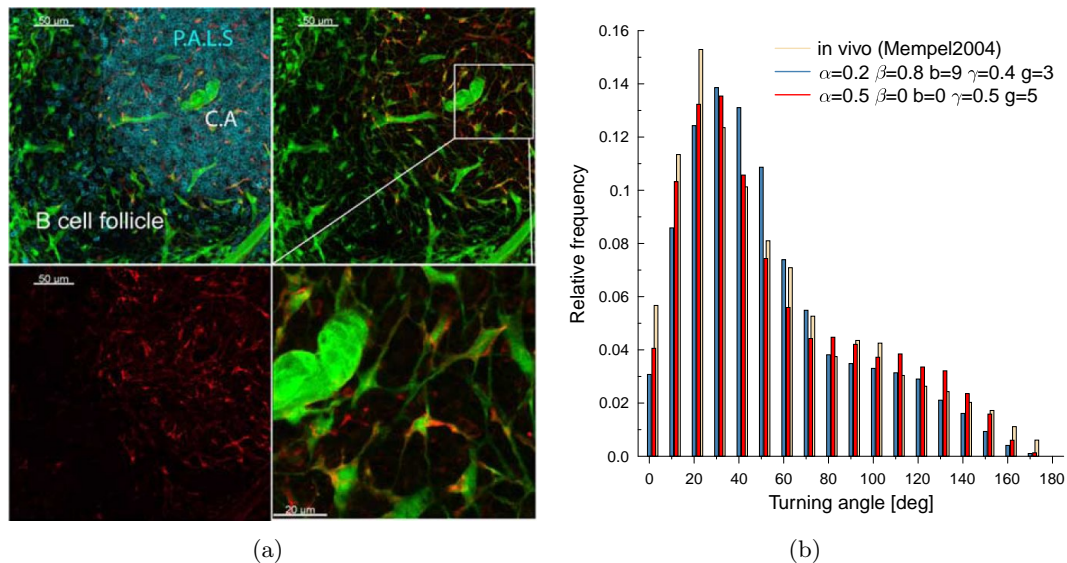 50 µm
P.A.L.S
C.A
B cell follicle
50 µm
50 µm
20 µm
(a)
in vivo (Mempel2004)
α=0.2 β=0.8 b=9 γ=0.4 g=3
α=0.5 β=0 b=0 γ=0.5 g=5
Relative frequency
0.16
0.14
0.12
0.1
0.08
0.06
0.04
0.02
0.0
0 20 40 60 80 100 120 140 160 180
Turning angle [deg]
(b)